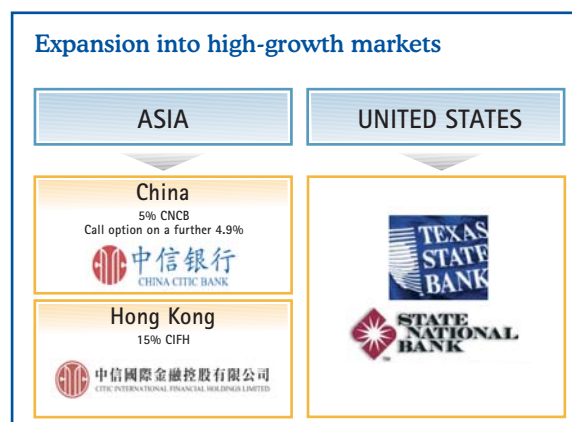 Expansion into high-growth markets
ASIA
UNITED STATES
China
5% CNCB
Call option on a further 4.9%
中信银行
CHINA CITIC BANK
Hong Kong
15% CIFH
中信國際金融控股有限公司
CITIC INTERNATIONAL FINANCIAL HOLDINGS LIMITED
TEXAS
STATE
BANK
STATE
NATIONAL
BANK